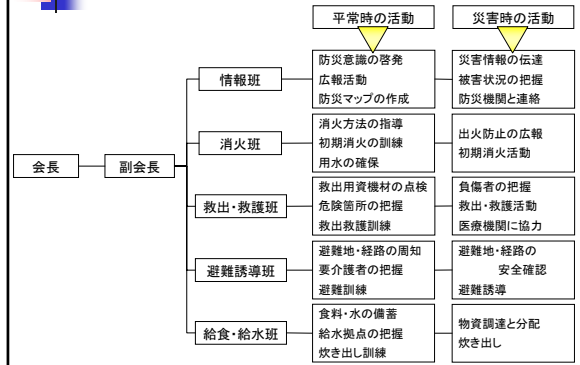 平常時の活動
災害時の活動
会長
副会長
情報班
防災意識の啓発
広報活動
防災マップの作成
災害情報の伝達
被害状況の把握
防災機関と連絡
消火班
消火方法の指導
初期消火の訓練
用水の確保
出火防止の広報
初期消火活動
救出・救護班
救出用資機材の点検
危険箇所の把握
救出救護訓練
負傷者の把握
救出・救護活動
医療機関に協力
避難誘導班
避難地・経路の周知
要介護者の把握
避難訓練
避難地・経路の
安全確認
避難誘導
給食・給水班
食料・水の備蓄
給水拠点の把握
炊き出し訓練
物資調達と分配
炊き出し